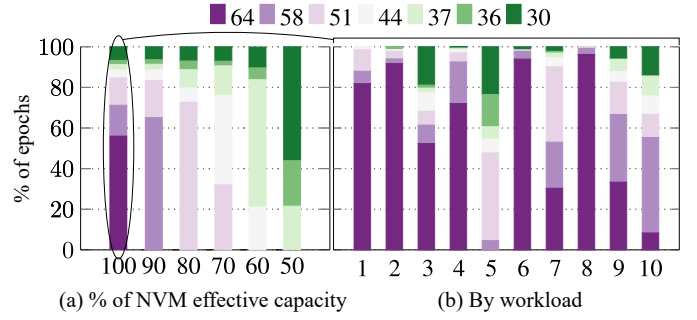 64 58 51 44 37 36 30
% of epochs
100
80
60
40
20
0
100 90 80 70 60 50
1 2 3 4 5 6 7 8 9 10
(a) % of NVM effective capacity
(b) By workload